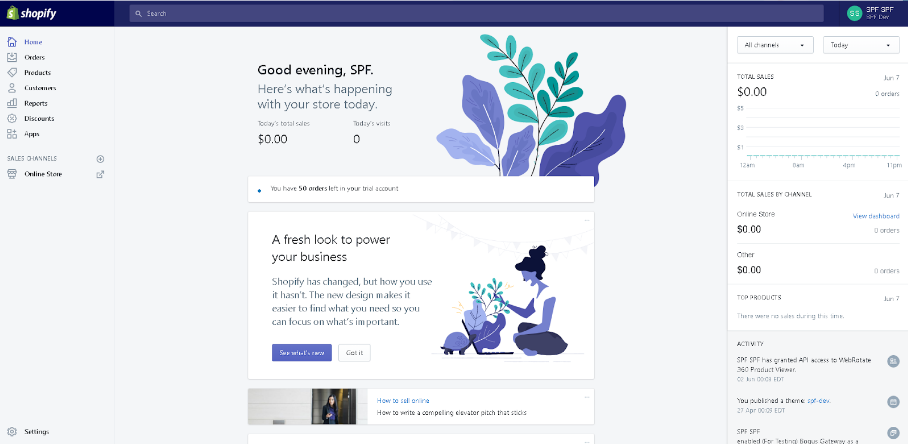 shopify
Search
SS
SPF SPF
SPF Dev
Home
Orders
Products
Customers
Reports
Discounts
Apps
SALES CHANNELS
Online Store
Settings
Good evening, SPF.
Here's what's happening
with your store today.
Today's total sales
Today's visits
$0.00
0
You have 50 orders left in your trial account
A fresh look to power
your business
Shopify has changed, but how you use
it hasn't. The new design makes it
easier to find what you need so you
can focus on what's important.
See what's new
Got it
How to sell online
How to write a compelling elevator pitch that sticks
All channels
Today
TOTAL SALES
Jun 7
$0.00
0 orders
$5
$3
$1
12am
4pm
11pm
TOTAL SALES BY CHANNEL
Jun 7
Online Store
View dashboard
$0.00
0 orders
Other
$0.00
0 orders
TOP PRODUCTS
Jun 7
There were no sales during this time.
ACTIVITY
SPF SPF has granted API access to WebRotate
360 Product Viewer.
02 Jun 00:03 EDT
You published a theme: spf-dev.
27 Apr 00:03 EDT
SPF SPF
enabled (For Testing) Bogus Gateway as a